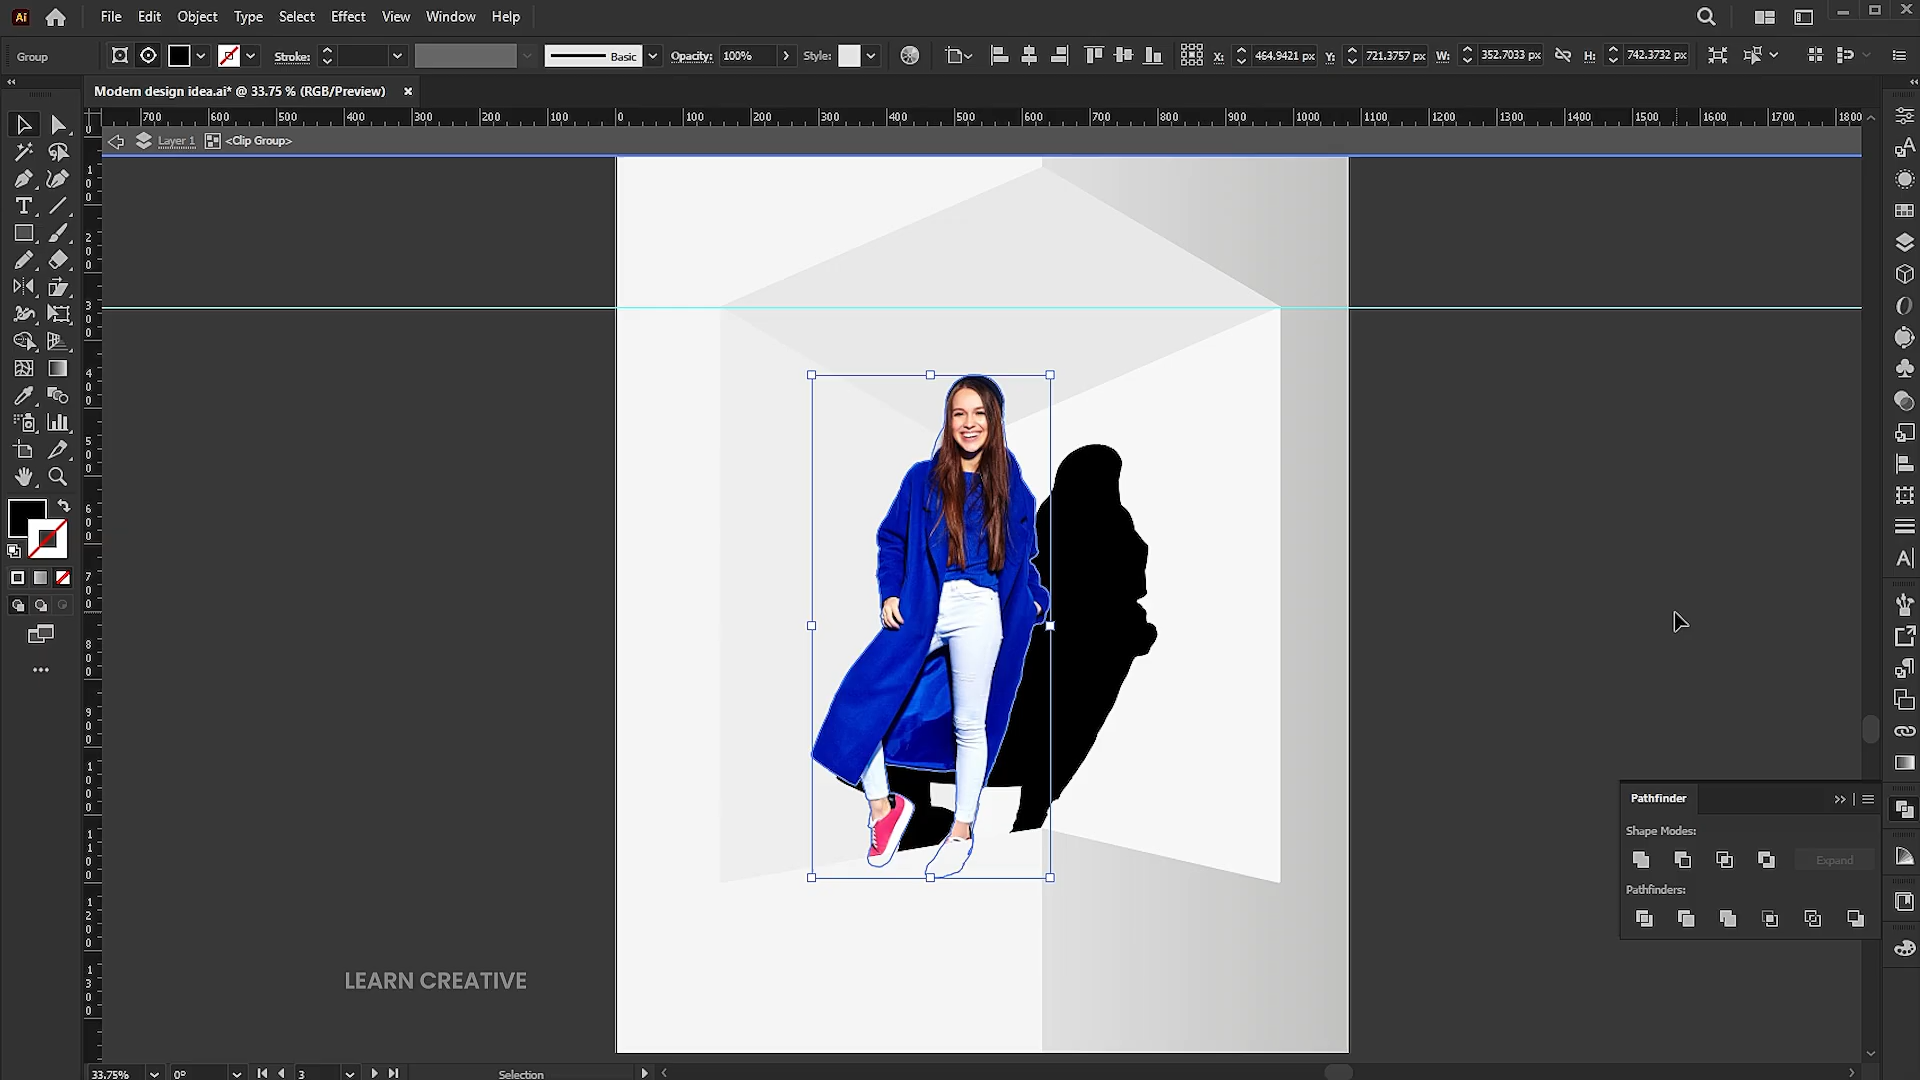 Ai File Edit Object Type Select Effect View Window Help
Group Stroke: Basic Opacity: 100% Style: X: 464.9421 px Y: 721.3757 px W: 352.7033 px H: 742.3732 px
Modern design idea.ai* @ 33.75 % (RGB/Preview)
700 600 500 400 300 200 100 0 100 200 300 400 500 600 700 800 900 1000 1100 1200 1300 1400 1500 1600 1700 1800
Layer 1 <Clip Group>
0
100
200
300
400
500
600
700
800
900
1000
1100
1200
1300
Pathfinder
Shape Modes:
Expand
Pathfinders:
LEARN CREATIVE
33.75% 0° 3 Selection